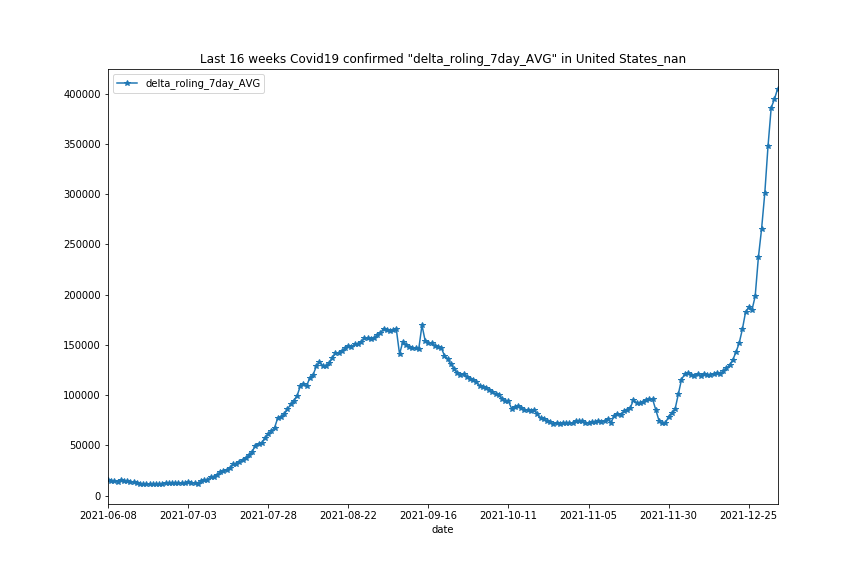 Last 16 weeks Covid19 confirmed "delta_roling_7day_AVG" in United States_nan
delta_roling_7day_AVG
400000
350000
300000
250000
200000
150000
100000
50000
0
2021-06-08 2021-07-03 2021-07-28 2021-08-22 2021-09-16 2021-10-11 2021-11-05 2021-11-30 2021-12-25
date